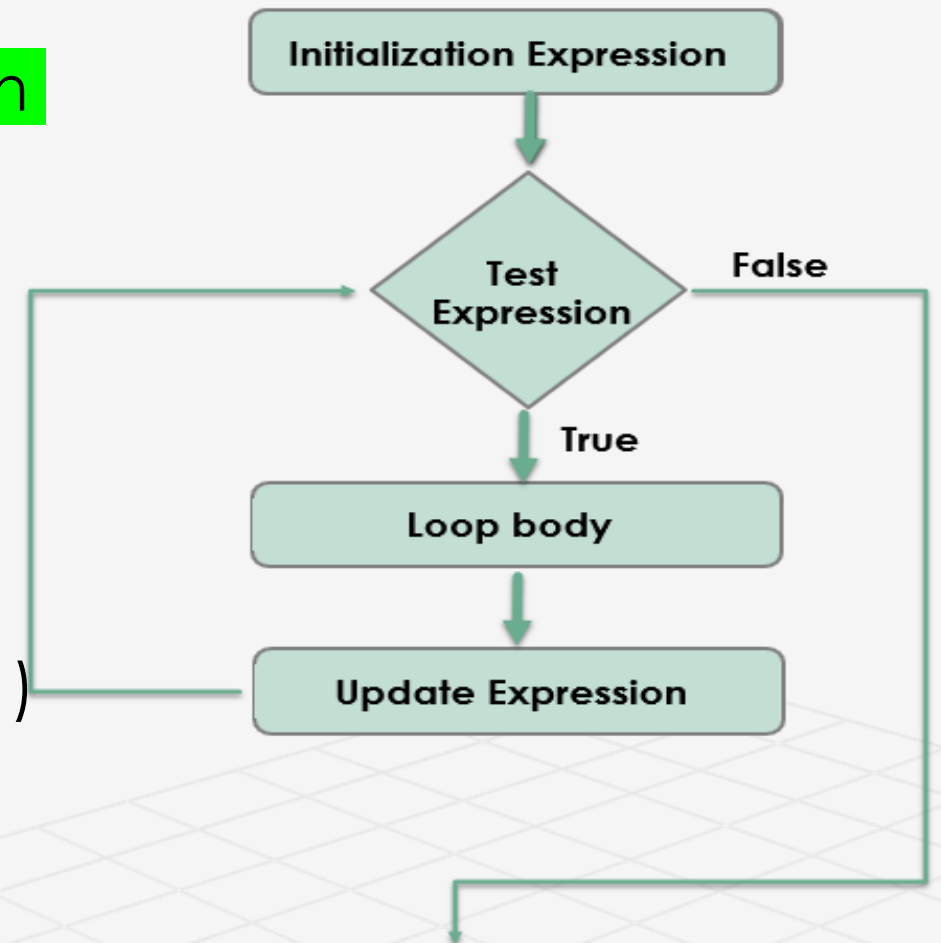 Initialization Expression
n
Test
Expression
False
True
Loop body
)
Update Expression